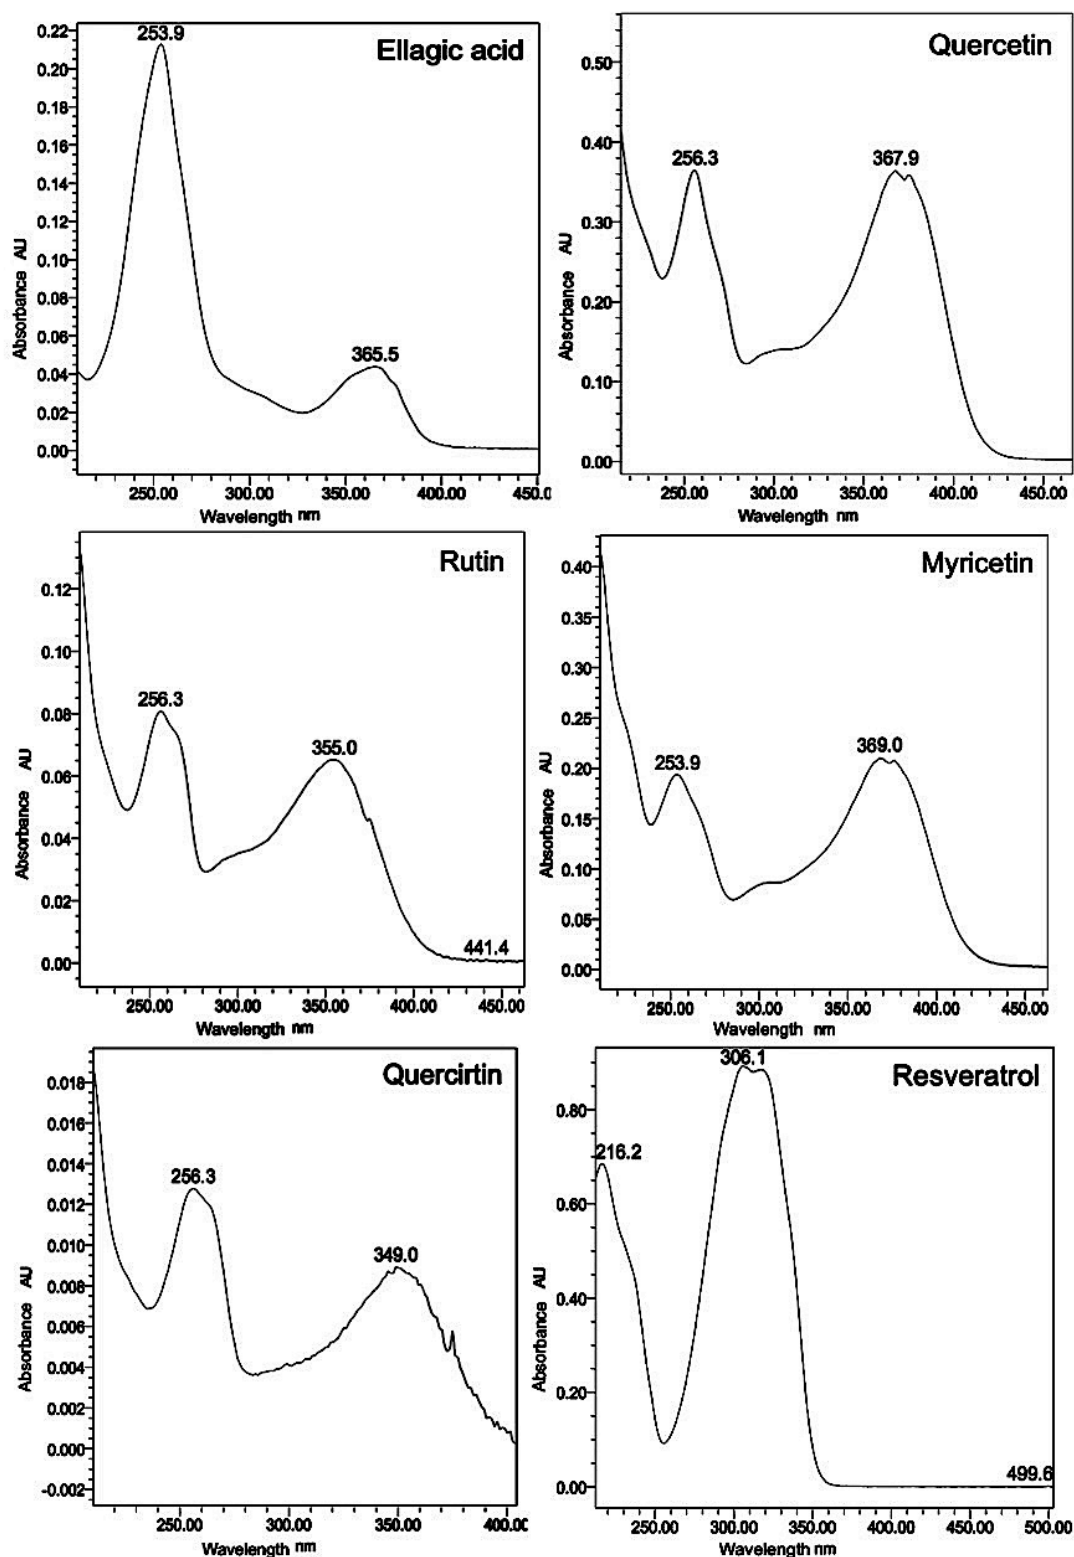 Ellagic acid
253.9
365.5
0.22
0.20
0.18
0.16
0.14
0.12
0.10
0.08
0.06
0.04
0.02
0.00
Absorbance AU
250.00 300.00 350.00 400.00 450.0
Wavelength nm
Quercetin
256.3
367.9
0.50
0.40
0.30
0.20
0.10
0.00
Absorbance AU
250.00 300.00 350.00 400.00 450.00
Wavelength nm
Rutin
256.3
355.0
441.4
0.12
0.10
0.08
0.06
0.04
0.02
0.00
Absorbance AU
250.00 300.00 350.00 400.00 450.00
Wavelength nm
Myricetin
253.9
369.0
0.40
0.35
0.30
0.25
0.20
0.15
0.10
0.05
0.00
Absorbance AU
250.00 300.00 350.00 400.00 450.00
Wavelength nm
Quercirtin
256.3
349.0
0.018
0.016
0.014
0.012
0.010
0.008
0.006
0.004
0.002
0.000
-0.002
Absorbance AU
250.00 300.00 350.00 400.0
Wavelength nm
Resveratrol
306.1
216.2
499.6
0.80
0.60
0.40
0.20
0.00
Absorbance AU
250.00 300.00 350.00 400.00 450.00 500.00
Wavelength nm